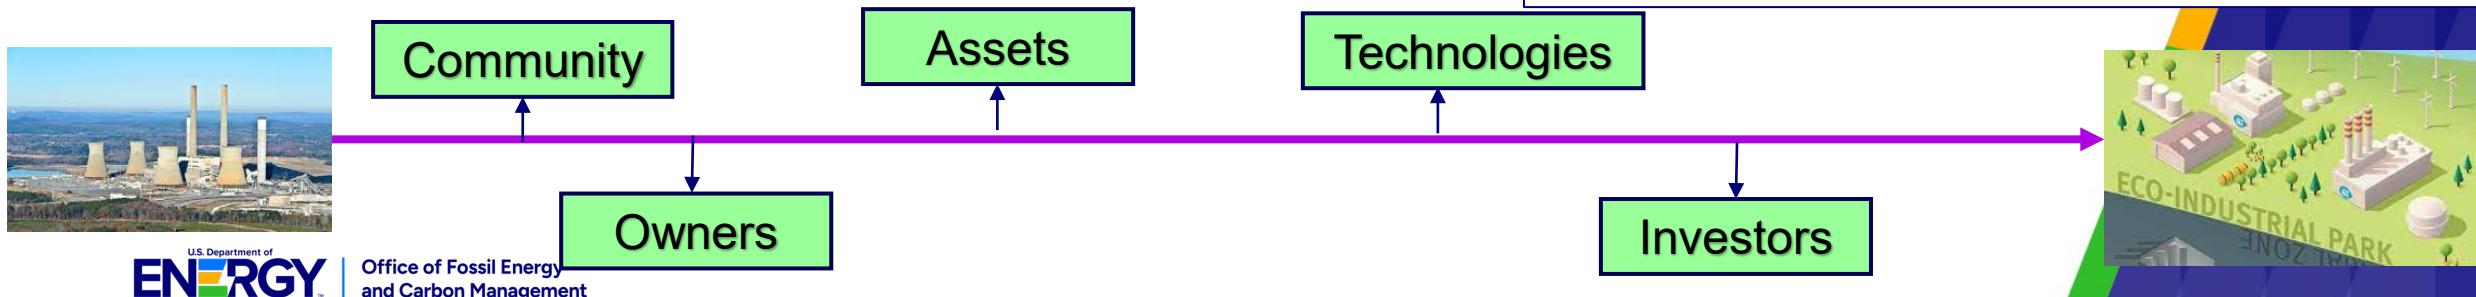 Community
Assets
Technologies
Owners
Investors
ECO-INDUSTRIAL PARK
U.S. Department of
ENERGY
Office of Fossil Energy
and Carbon Management